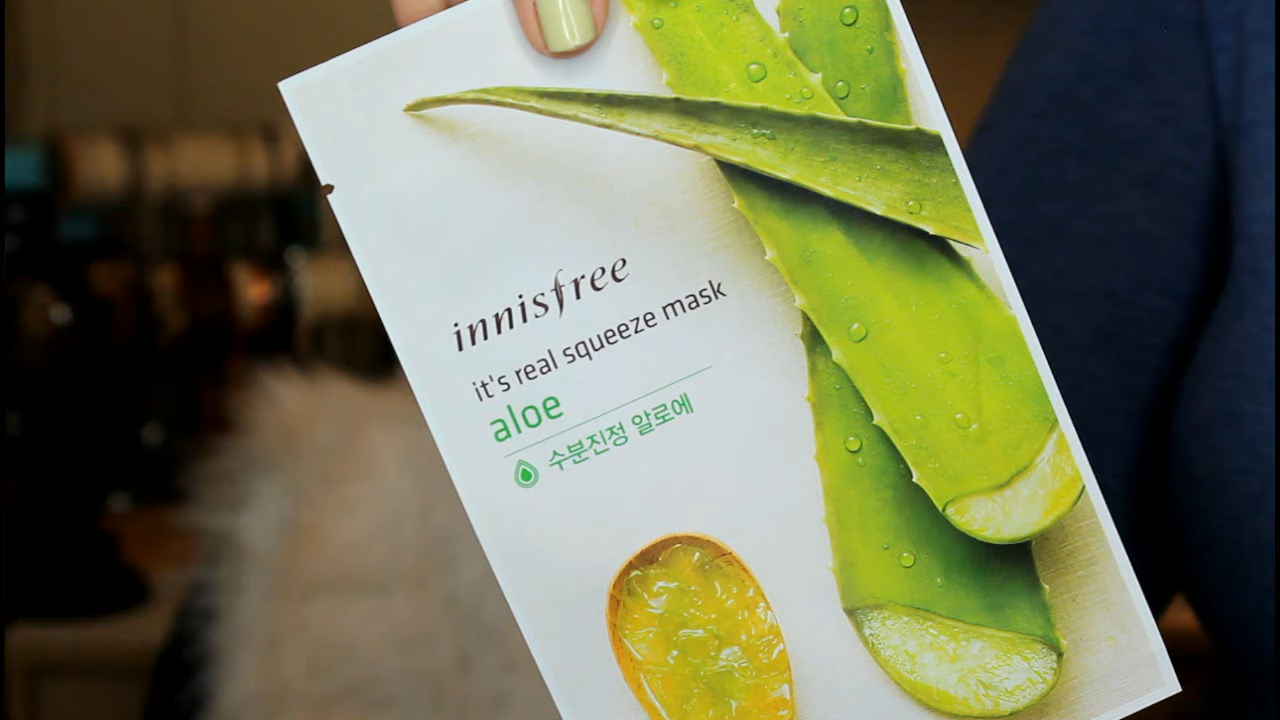 innisfree
it's real squeeze mask
aloe
수분진정 알로에